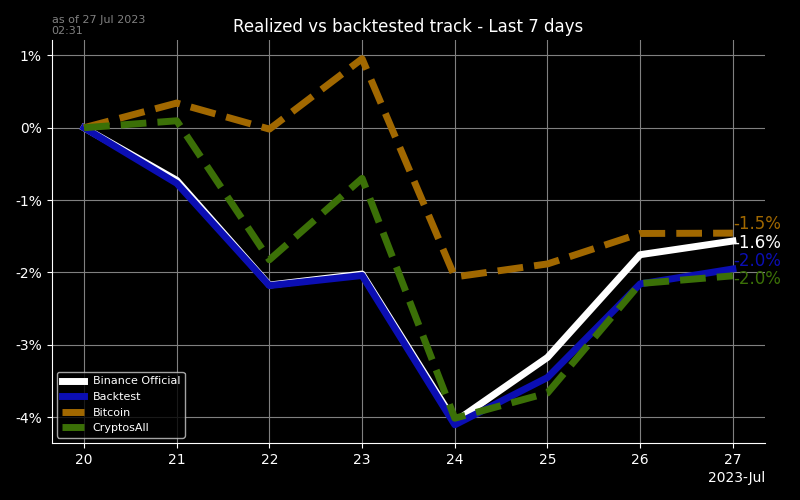 as of 27 Jul 2023
02:31
Realized vs backtested track - Last 7 days
1%
0%
-1%
-2%
-3%
-4%
-1.5%
-1.6%
-2.0%
-2.0%
Binance Official
Backtest
Bitcoin
CryptosAll
20 21 22 23 24 25 26 27
2023-Jul